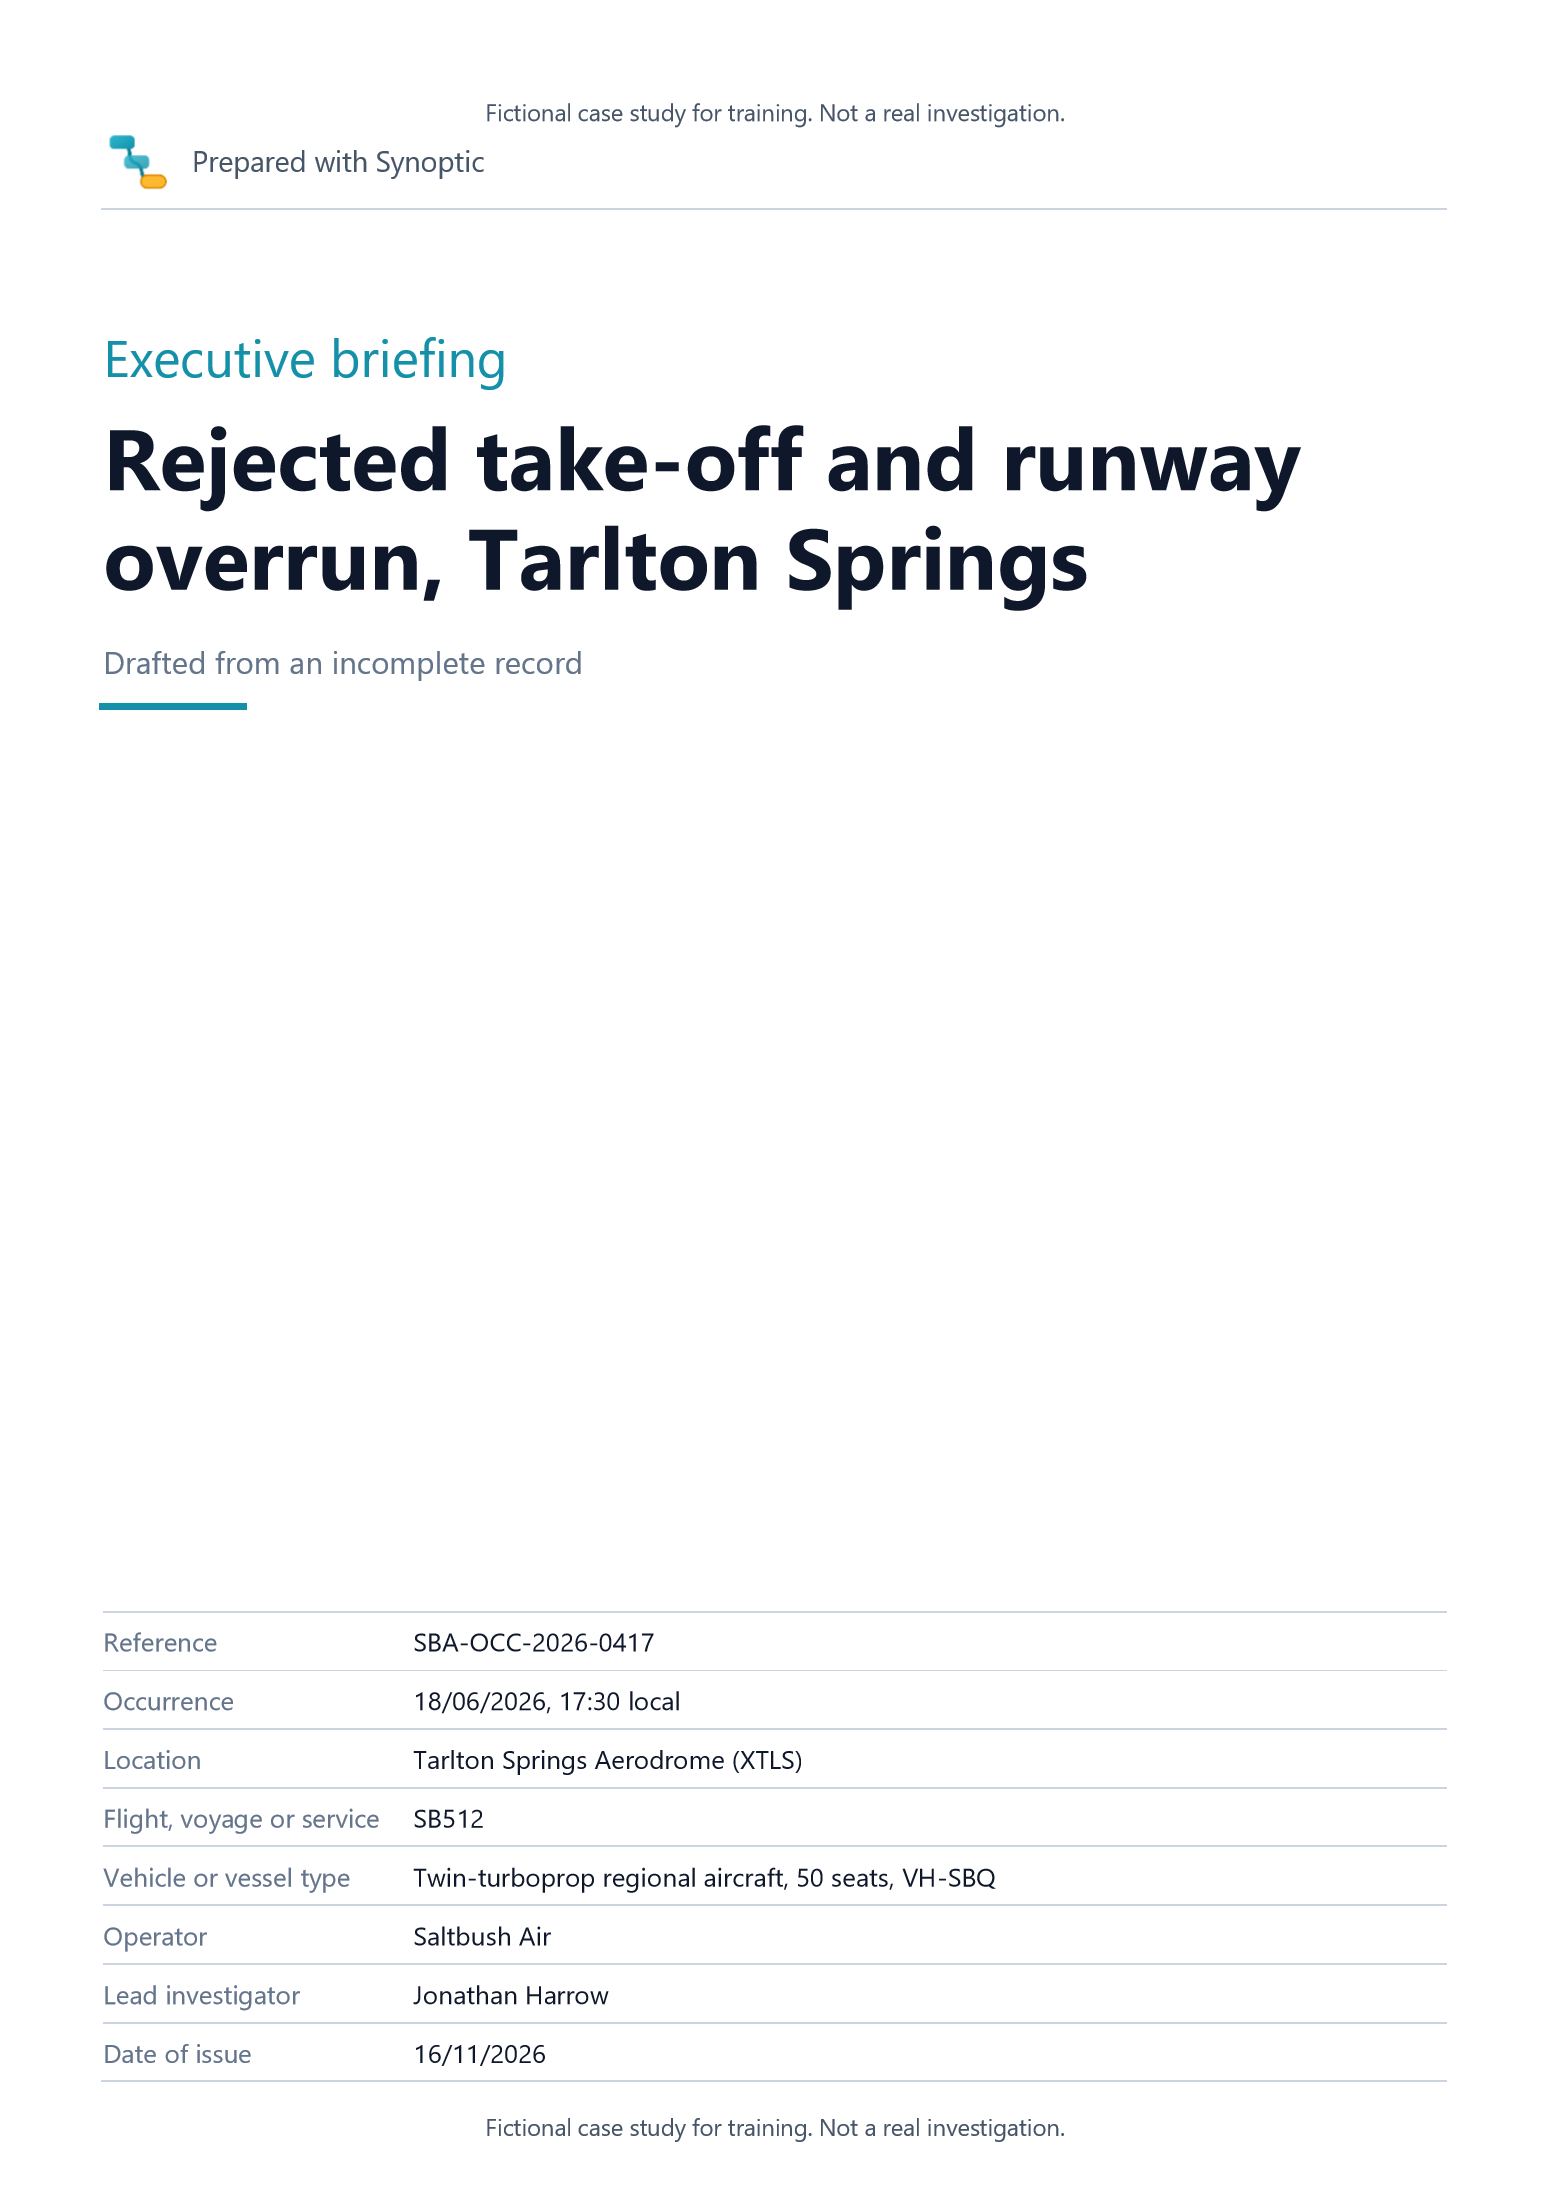 Fictional case study for training. Not a real investigation.
Prepared with Synoptic
Executive briefing
Rejected take-off and runway
overrun, Tarlton Springs
Drafted from an incomplete record
Reference SBA-OCC-2026-0417
Occurrence 18/06/2026, 17:30 local
Location Tarlton Springs Aerodrome (XTLS)
Flight, voyage or service SB512
Vehicle or vessel type Twin-turboprop regional aircraft, 50 seats, VH-SBQ
Operator Saltbush Air
Lead investigator Jonathan Harrow
Date of issue 16/11/2026
Fictional case study for training. Not a real investigation.